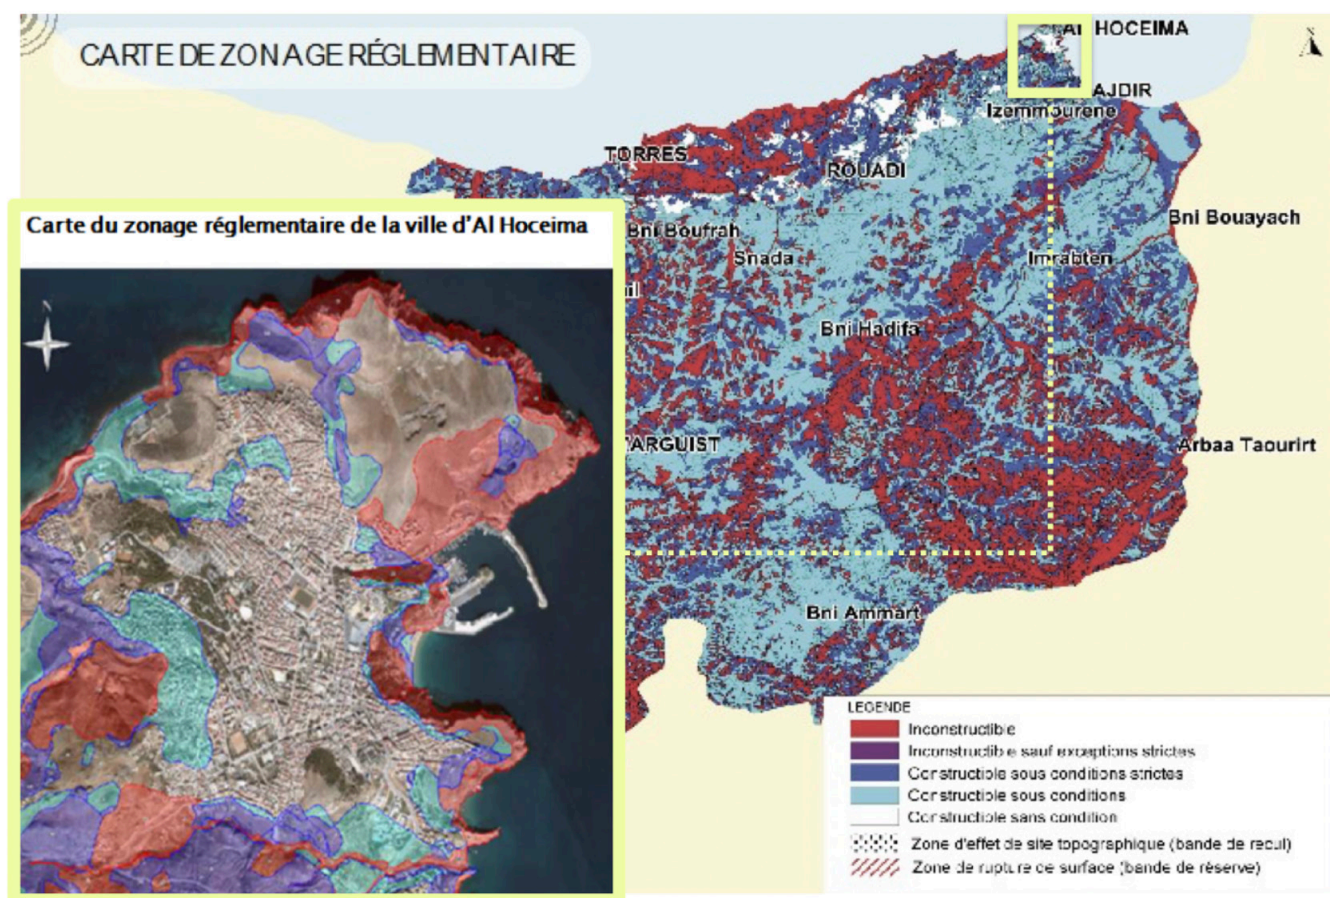 CARTE DE ZONAGE RÉGLEMENTAIRE
AL HOCEIMA
AJDIR
Izemmourene
TORRES
ROUADI
Carte du zonage réglementaire de la ville d'Al Hoceima
Bni Boufrah
Bni Bouayach
Snada
Imrabten
il
Bni Hadifa
N
TARGUIST
Arbaa Taourirt
Bni Ammart
LEGENDE
Inconstructible
Inconstructible sauf exceptions strictes
Constructible sous conditions strictes
Constructible sous conditions
Constructible sans condition
Zone d'effet de site topographique (bande de recul)
Zone de rupture de surface (bande de réserve)